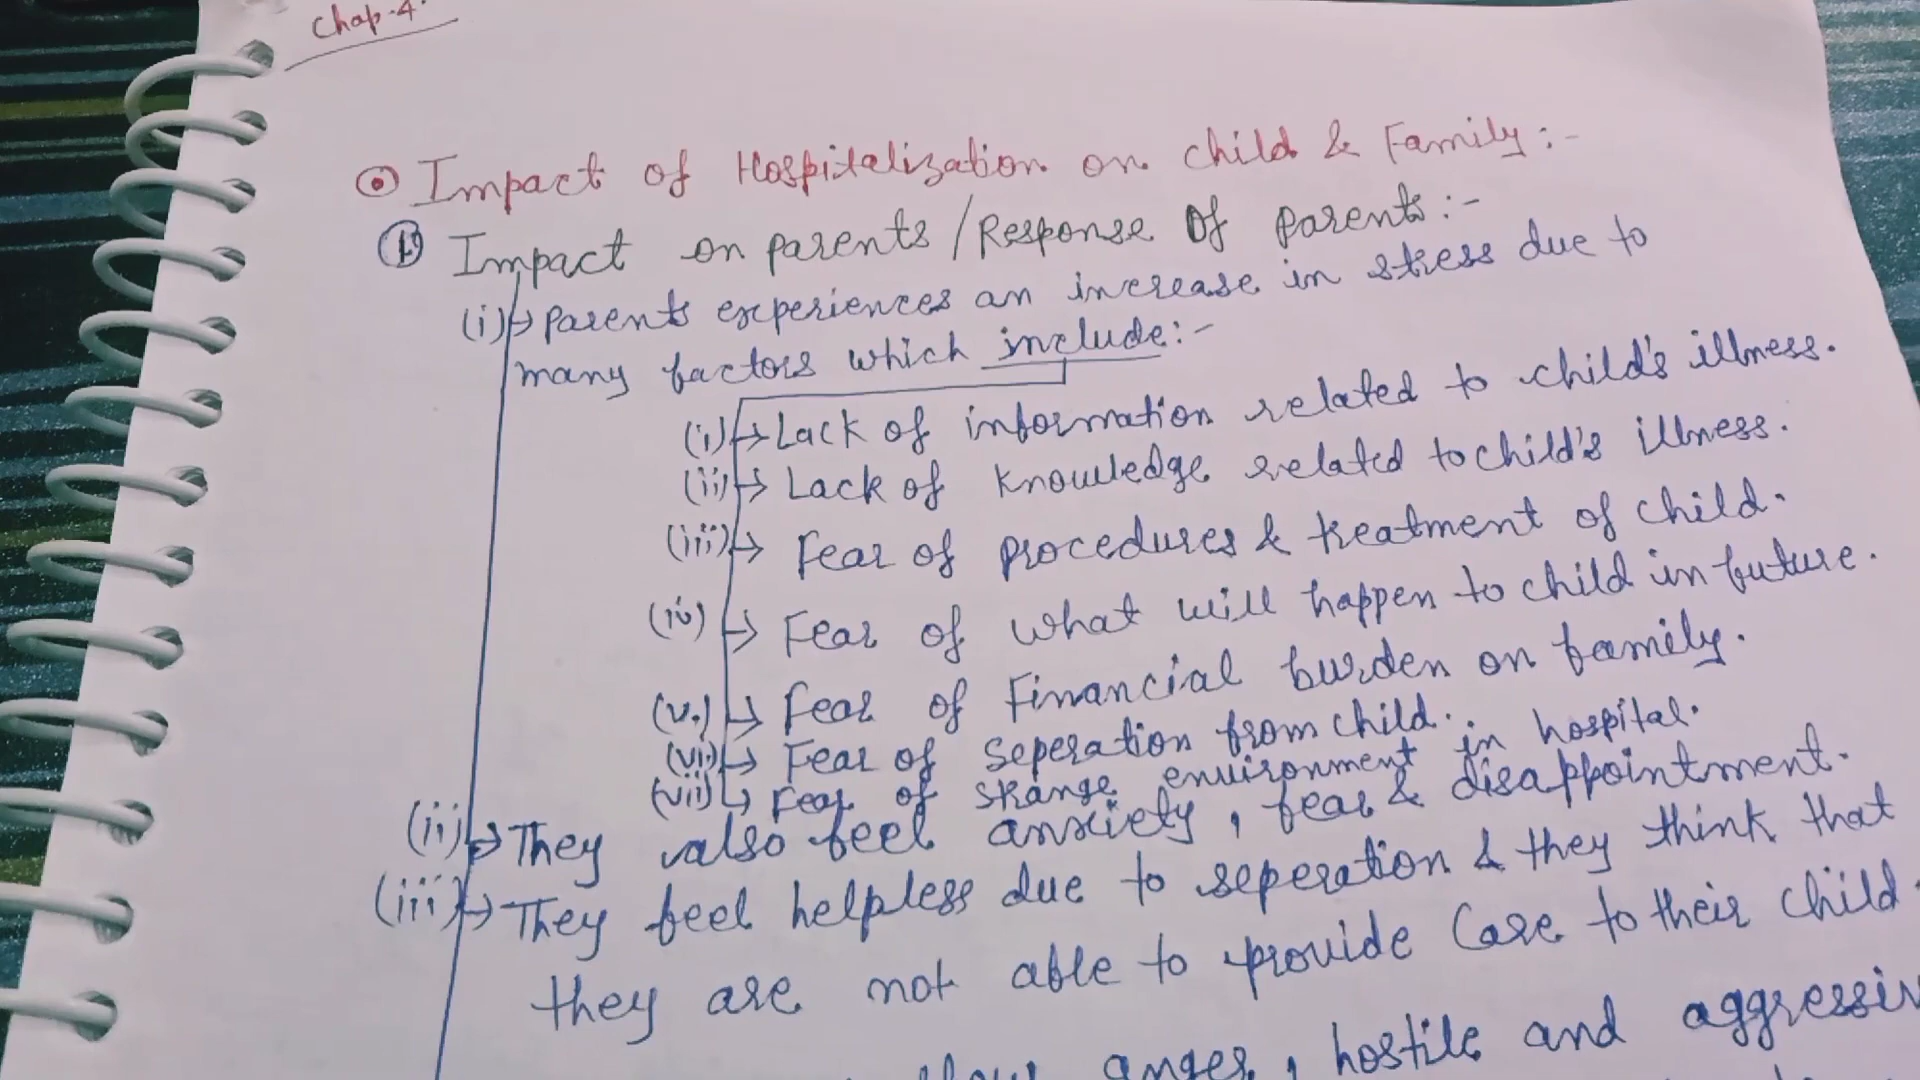 Chap-4.
Impact of Hospitalization on child & Family:-
1. Impact on parents / Response Of parents:-
(i)→ parents experiences an increase in stress due to
many factors which include:-
(i)→ Lack of information related to child's illness.
(ii)→ Lack of knowledge related to child's illness.
(iii)→ Fear of procedures & treatment of child.
(iv)→ Fear of what will happen to child in future.
(v.)→ Fear of Financial burden on family.
(vi)→ Fear of seperation from child.
(vii)→ Fear of strange environment in hospital.
(ii)→ They also feel anxiety, fear & disappointment.
(iii)→ They feel helpless due to seperation & they think that
they are not able to provide Care to their child
anger, hostile and